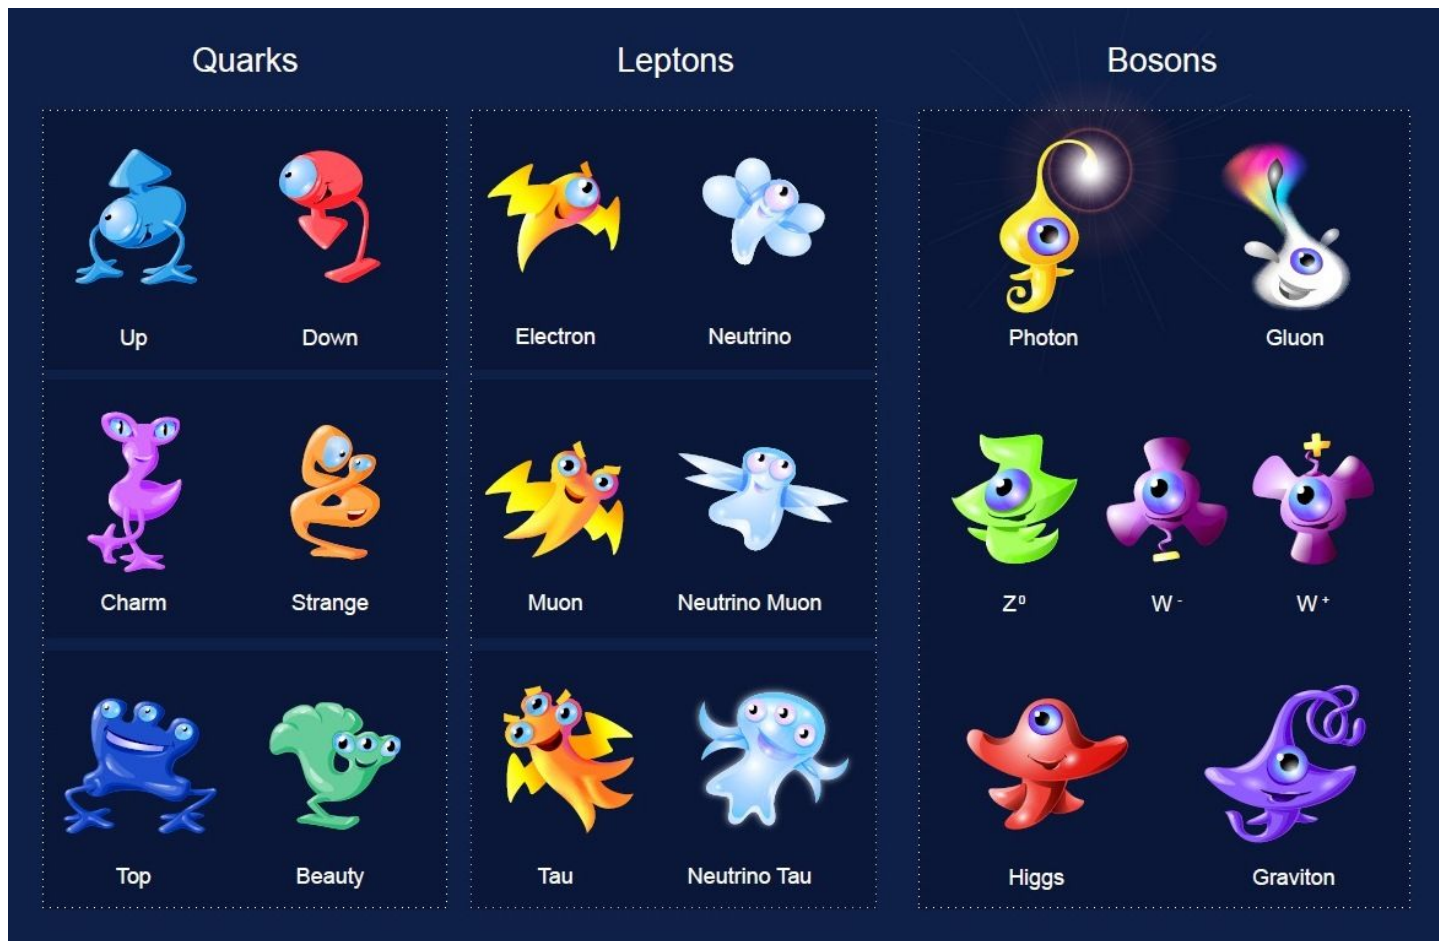 Quarks
Leptons
Bosons
Up
Down
Electron
Neutrino
Photon
Gluon
Charm
Strange
Muon
Neutrino Muon
Z⁰
W⁻
W⁺
Top
Beauty
Tau
Neutrino Tau
Higgs
Graviton